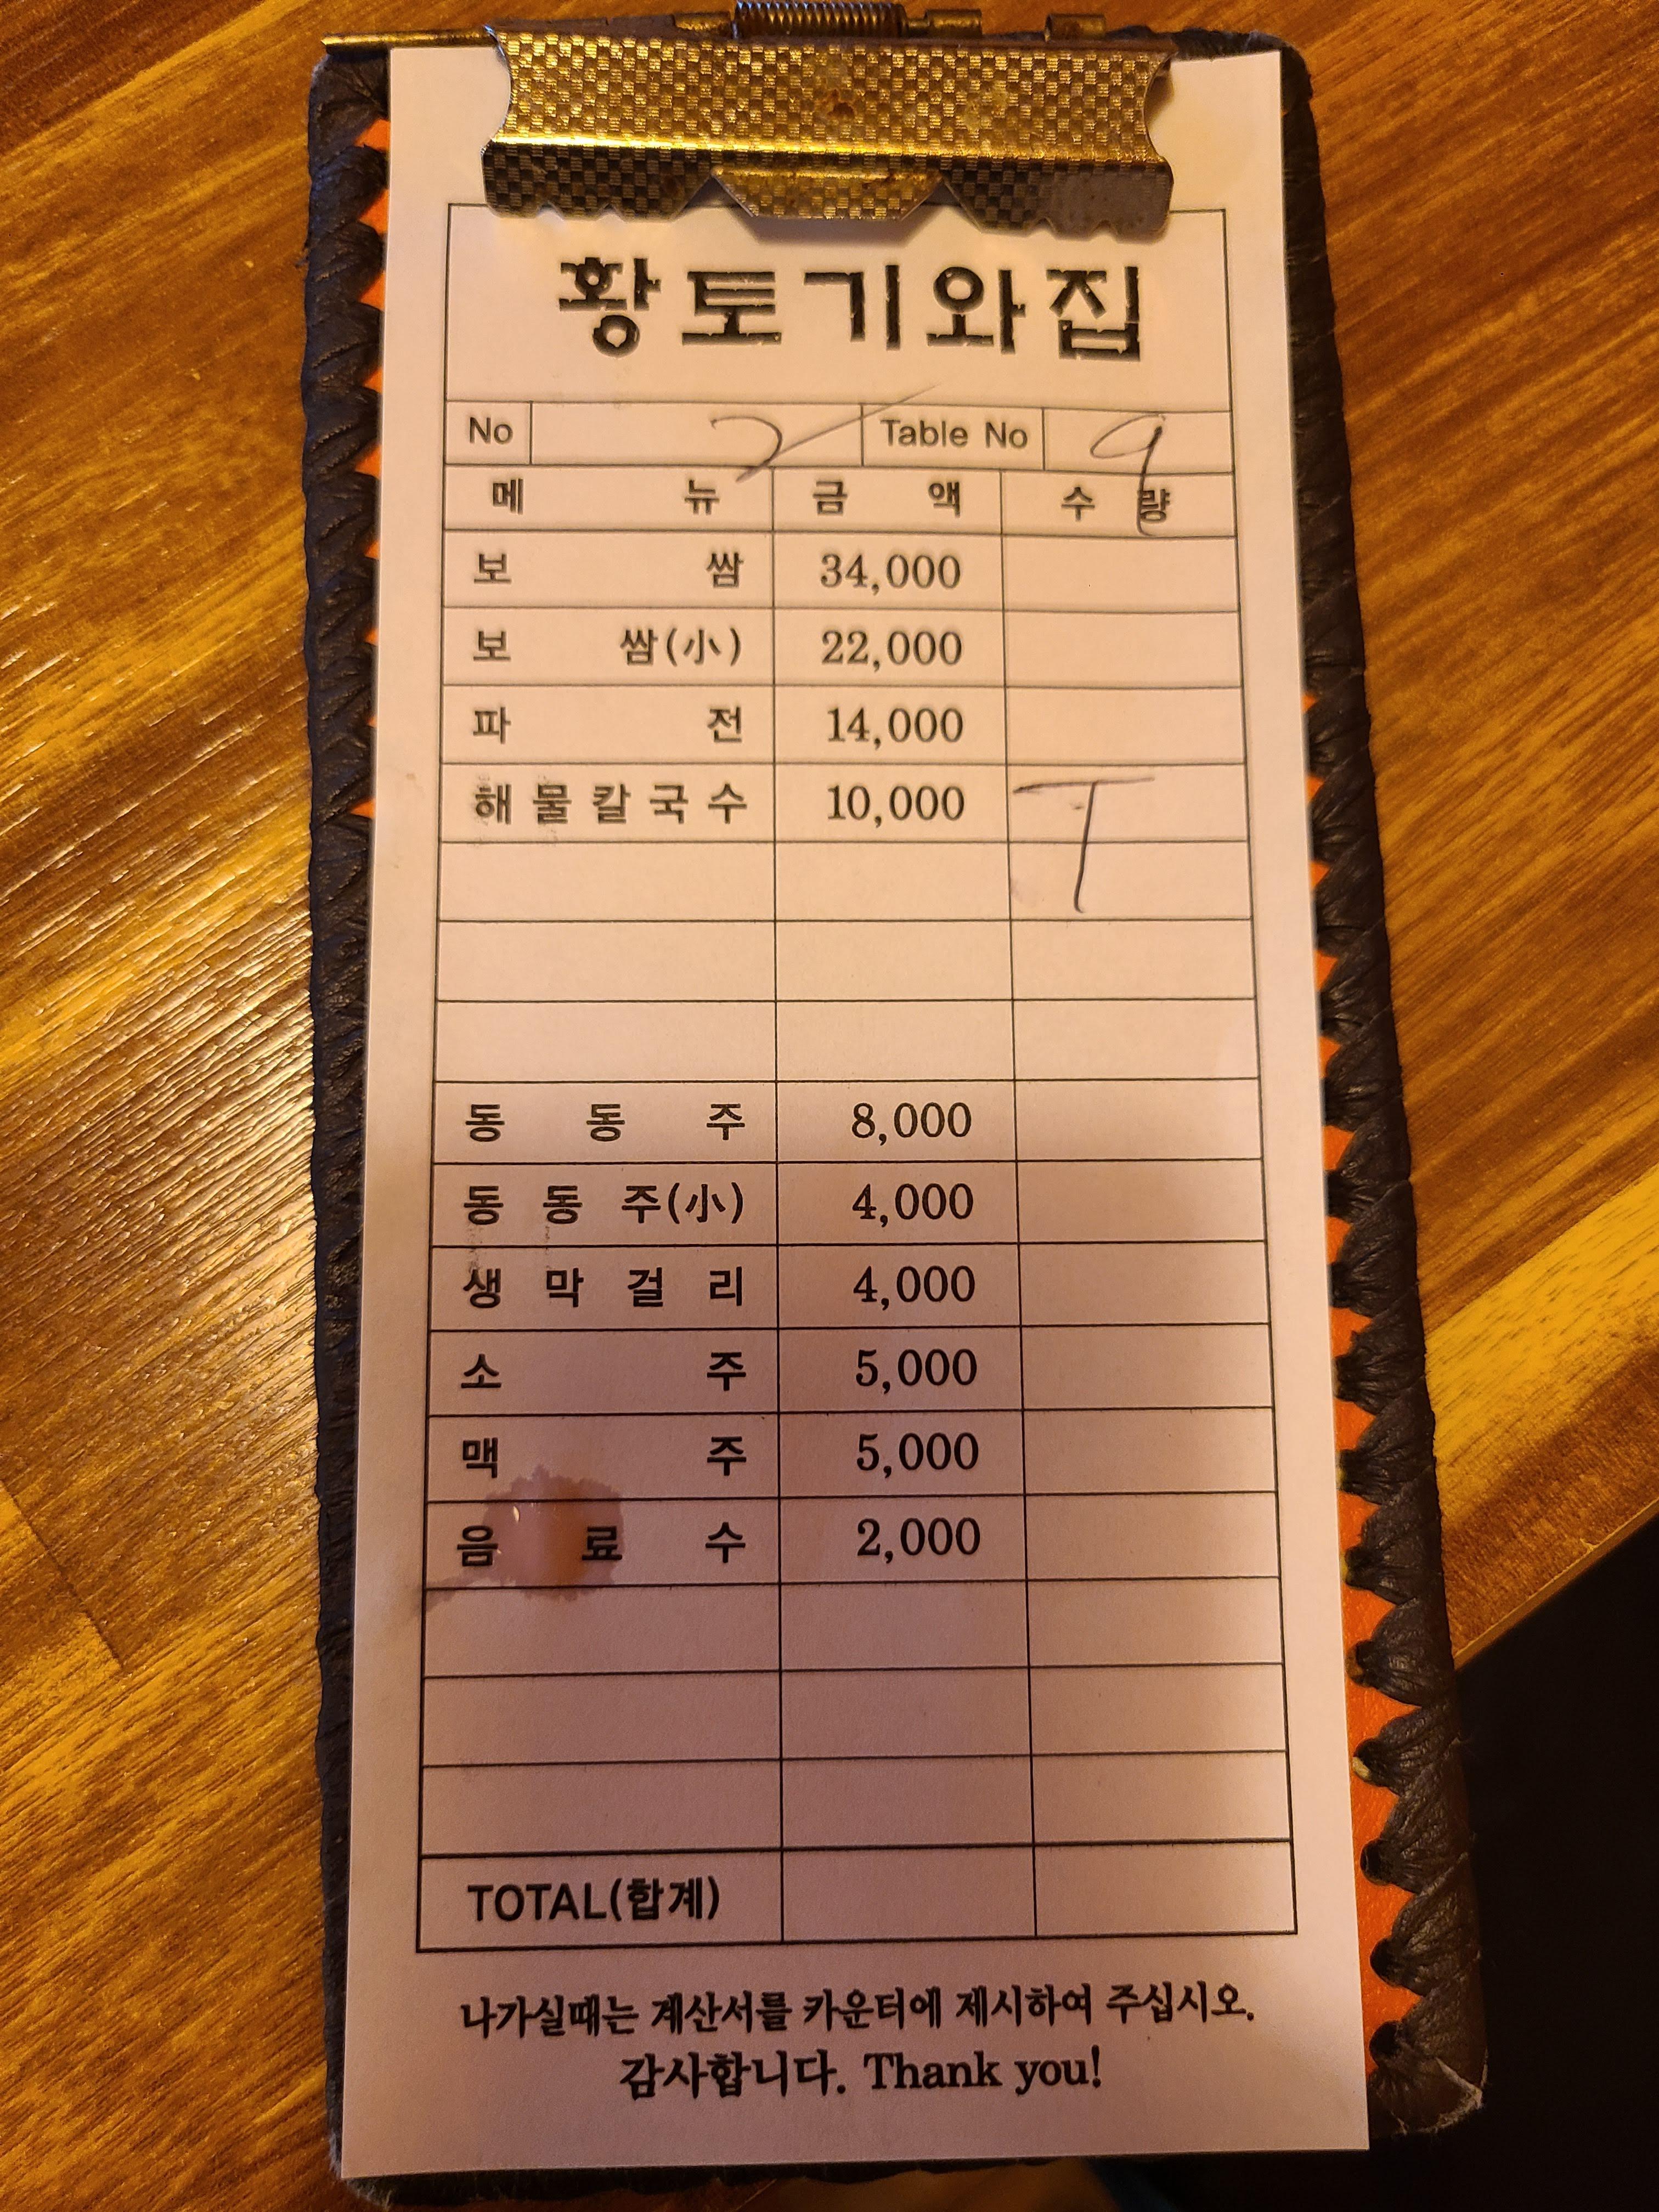 황토기와집
No 2 Table No 9
메뉴 금액 수량
보쌈 34,000
보쌈(小) 22,000
파전 14,000
해물칼국수 10,000 T
동동주 8,000
동동주(小) 4,000
생막걸리 4,000
소주 5,000
맥주 5,000
음료수 2,000
TOTAL(합계)
나가실때는 계산서를 카운터에 제시하여 주십시오.
감사합니다. Thank you!